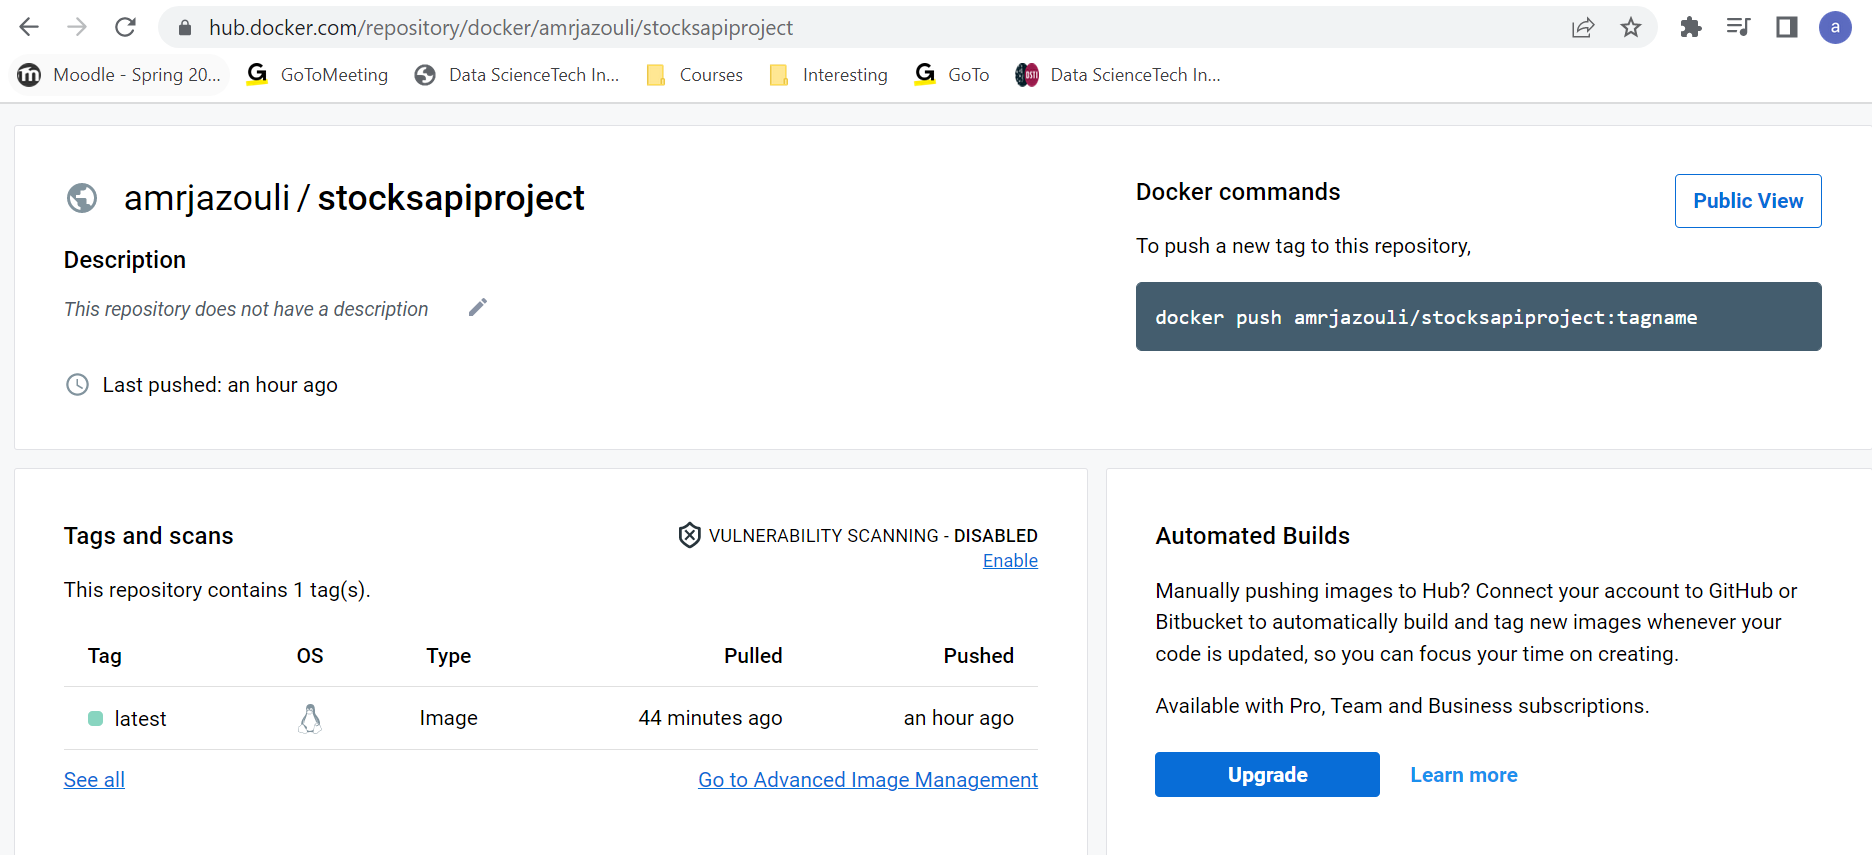 hub.docker.com/repository/docker/amrjazouli/stocksapiproject
a
Moodle - Spring 20... GoToMeeting Data ScienceTech In... Courses Interesting GoTo Data ScienceTech In...
amrjazouli / stocksapiproject
Description
This repository does not have a description
Last pushed: an hour ago
Docker commands
Public View
To push a new tag to this repository,
docker push amrjazouli/stocksapiproject:tagname
Tags and scans
VULNERABILITY SCANNING - DISABLED
Enable
This repository contains 1 tag(s).
Tag OS Type Pulled Pushed
latest Image 44 minutes ago an hour ago
See all
Go to Advanced Image Management
Automated Builds
Manually pushing images to Hub? Connect your account to GitHub or
Bitbucket to automatically build and tag new images whenever your
code is updated, so you can focus your time on creating.
Available with Pro, Team and Business subscriptions.
Upgrade
Learn more